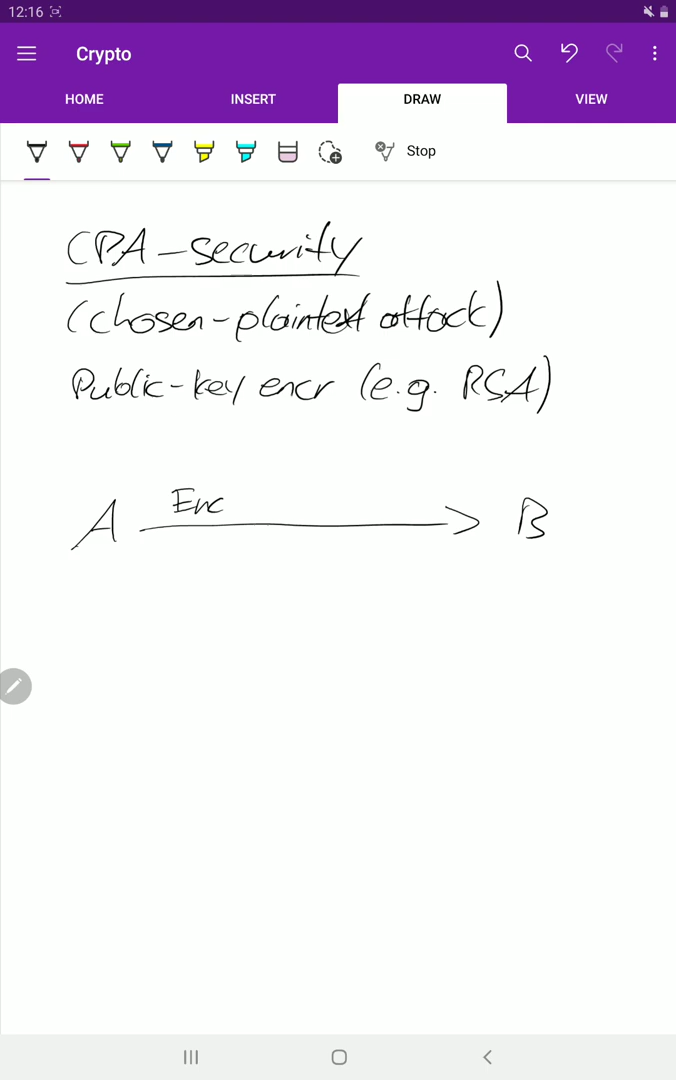 12:16
Crypto
HOME INSERT DRAW VIEW
Stop
CPA-security
(chosen-plaintext attack)
Public-key encr (e.g. RSA)
Enc
A B